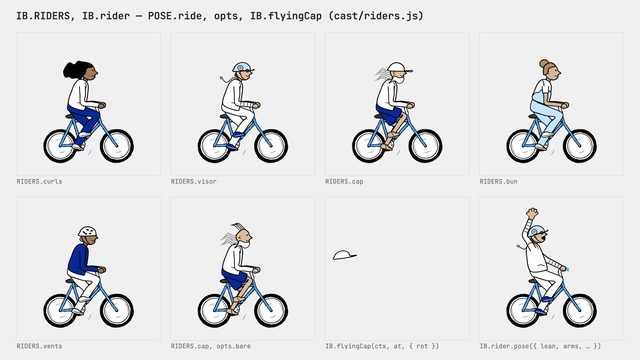 IB.RIDERS, IB.rider — POSE.ride, opts, IB.flyingCap (cast/riders.js)
RIDERS.curls
RIDERS.visor
RIDERS.cap
RIDERS.bun
RIDERS.vents
RIDERS.cap, opts.bare
IB.flyingCap(ctx, at, { rot })
IB.rider.pose({ lean, arms, … })